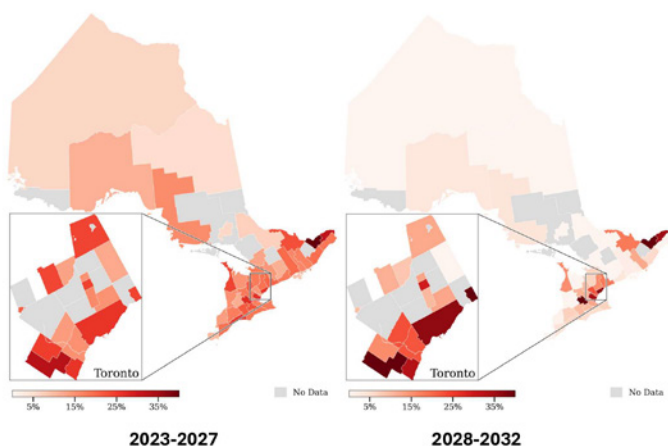 Toronto
No Data
5% 15% 25% 35%
2023-2027
Toronto
No Data
5% 15% 25% 35%
2028-2032